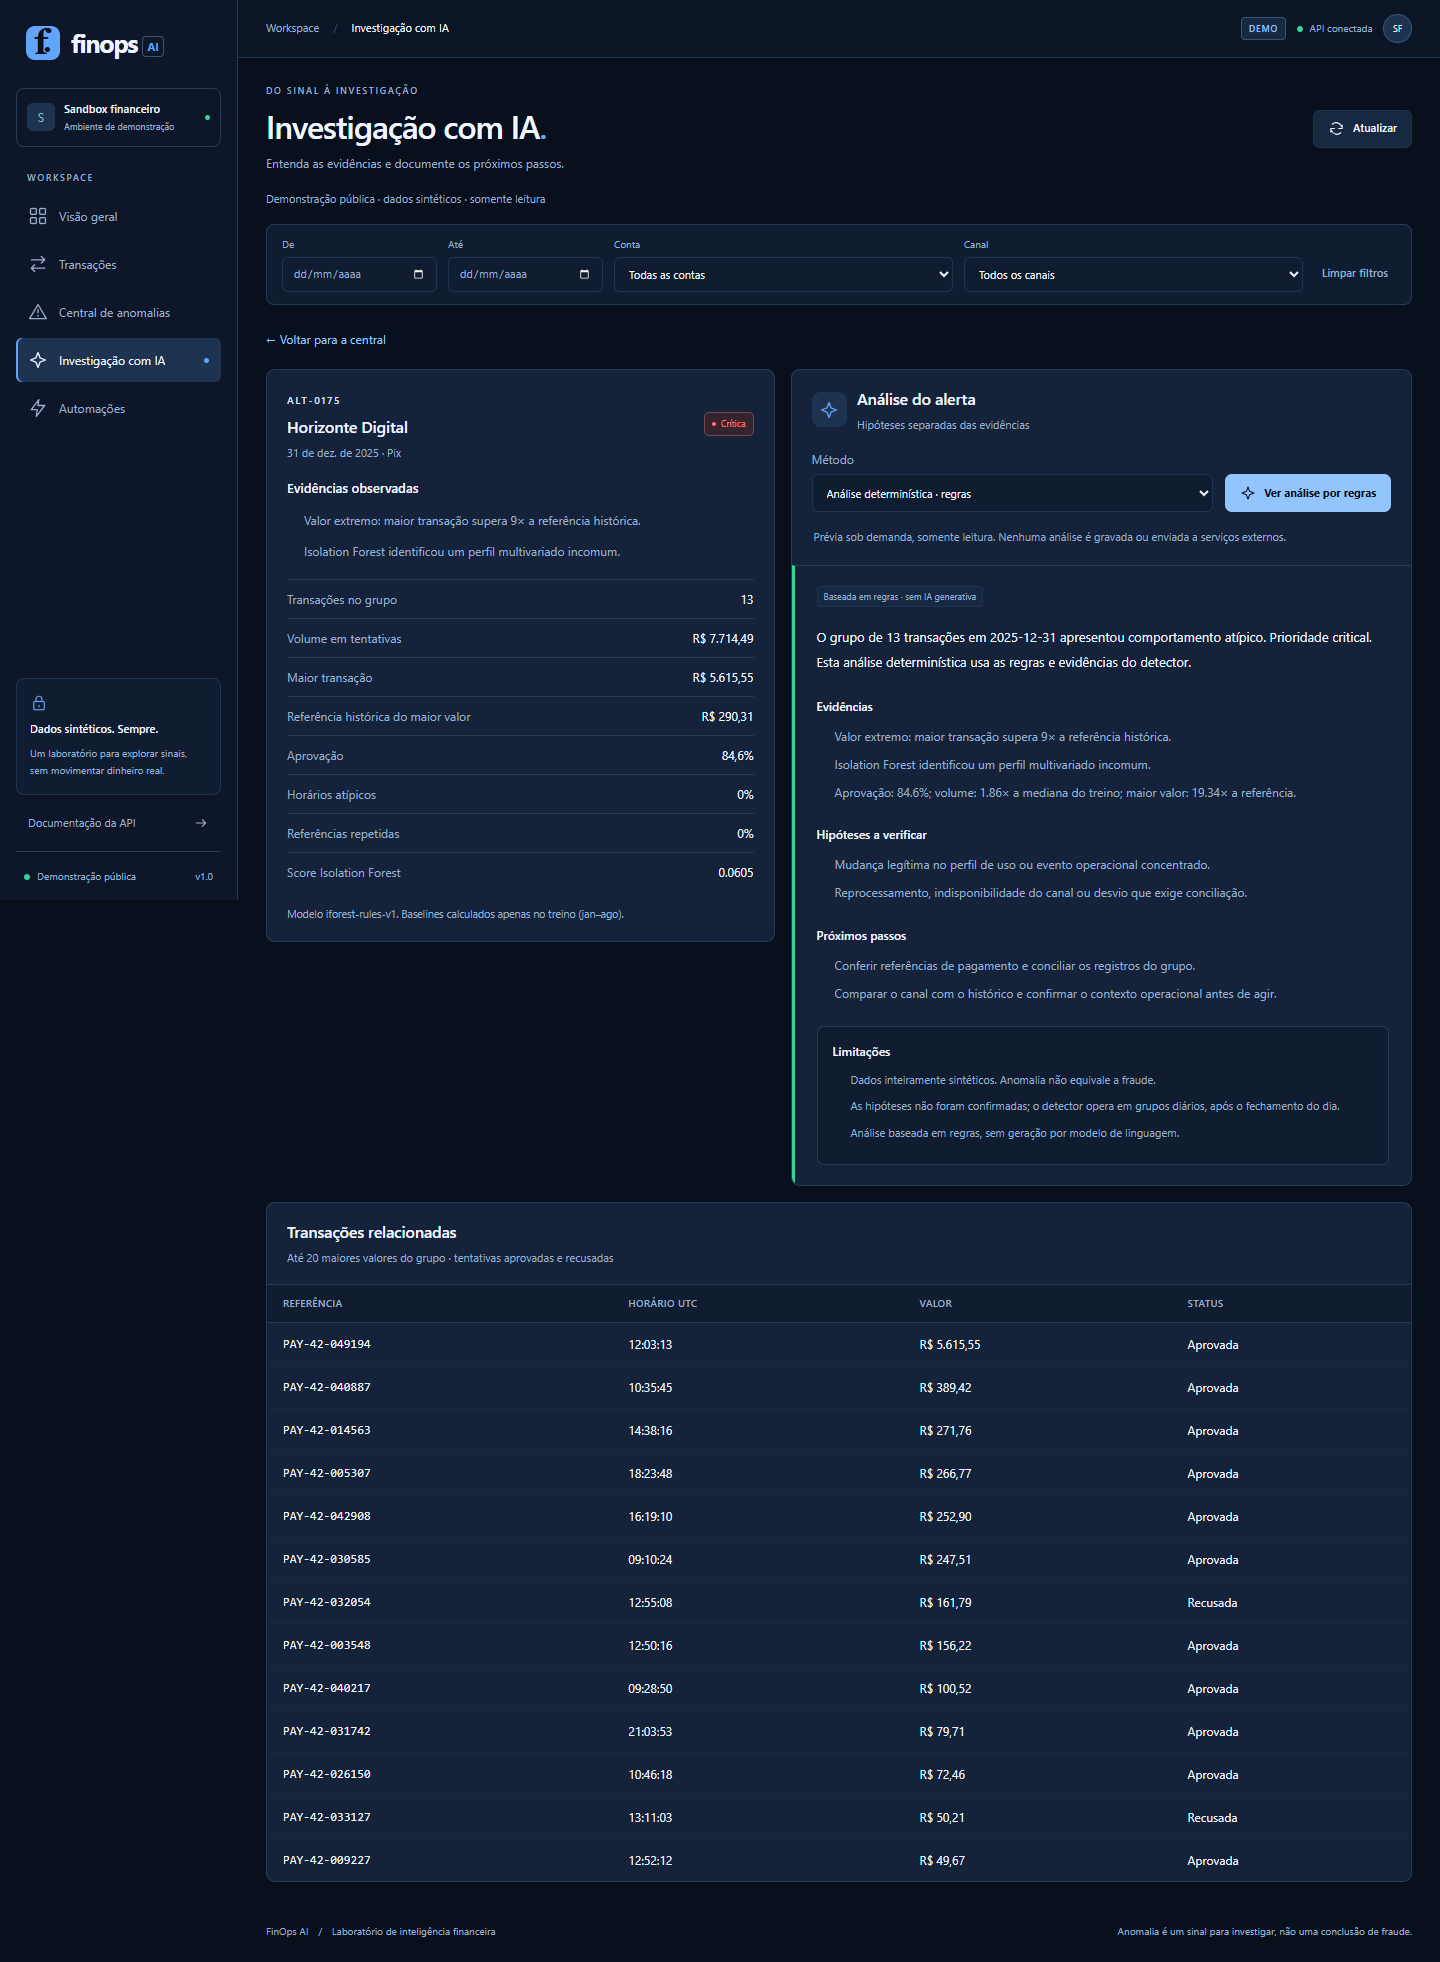 f. finops AI
Sandbox financeiro
S
Ambiente de demonstração
WORKSPACE
Visão geral
Transações
Central de anomalias
Investigação com IA
Automações
Dados sintéticos. Sempre.
Um laboratório para explorar sinais,
sem movimentar dinheiro real.
Documentação da API →
Demonstração pública v1.0
Workspace / Investigação com IA
DEMO API conectada SF
DO SINAL À INVESTIGAÇÃO
Investigação com IA.
Atualizar
Entenda as evidências e documente os próximos passos.
Demonstração pública · dados sintéticos · somente leitura
De Até Conta Canal
dd/mm/aaaa dd/mm/aaaa Todas as contas Todos os canais Limpar filtros
← Voltar para a central
ALT-0175
Horizonte Digital
Crítica
31 de dez. de 2025 · Pix
Evidências observadas
Valor extremo: maior transação supera 9× a referência histórica.
Isolation Forest identificou um perfil multivariado incomum.
Transações no grupo 13
Volume em tentativas R$ 7.714,49
Maior transação R$ 5.615,55
Referência histórica do maior valor R$ 290,31
Aprovação 84,6%
Horários atípicos 0%
Referências repetidas 0%
Score Isolation Forest 0.0605
Modelo iforest-rules-v1. Baselines calculados apenas no treino (jan–ago).
Análise do alerta
Hipóteses separadas das evidências
Método
Análise determinística · regras Ver análise por regras
Prévia sob demanda, somente leitura. Nenhuma análise é gravada ou enviada a serviços externos.
Baseada em regras · sem IA generativa
O grupo de 13 transações em 2025-12-31 apresentou comportamento atípico. Prioridade critical.
Esta análise determinística usa as regras e evidências do detector.
Evidências
Valor extremo: maior transação supera 9× a referência histórica.
Isolation Forest identificou um perfil multivariado incomum.
Aprovação: 84.6%; volume: 1.86× a mediana do treino; maior valor: 19.34× a referência.
Hipóteses a verificar
Mudança legítima no perfil de uso ou evento operacional concentrado.
Reprocessamento, indisponibilidade do canal ou desvio que exige conciliação.
Próximos passos
Conferir referências de pagamento e conciliar os registros do grupo.
Comparar o canal com o histórico e confirmar o contexto operacional antes de agir.
Limitações
Dados inteiramente sintéticos. Anomalia não equivale a fraude.
As hipóteses não foram confirmadas; o detector opera em grupos diários, após o fechamento do dia.
Análise baseada em regras, sem geração por modelo de linguagem.
Transações relacionadas
Até 20 maiores valores do grupo · tentativas aprovadas e recusadas
REFERÊNCIA HORÁRIO UTC VALOR STATUS
PAY-42-049194 12:03:13 R$ 5.615,55 Aprovada
PAY-42-040887 10:35:45 R$ 389,42 Aprovada
PAY-42-014563 14:38:16 R$ 271,76 Aprovada
PAY-42-005307 18:23:48 R$ 266,77 Aprovada
PAY-42-042908 16:19:10 R$ 252,90 Aprovada
PAY-42-030585 09:10:24 R$ 247,51 Aprovada
PAY-42-032054 12:55:08 R$ 161,79 Recusada
PAY-42-003548 12:50:16 R$ 156,22 Aprovada
PAY-42-040217 09:28:50 R$ 100,52 Aprovada
PAY-42-031742 21:03:53 R$ 79,71 Aprovada
PAY-42-026150 10:46:18 R$ 72,46 Aprovada
PAY-42-033127 13:11:03 R$ 50,21 Recusada
PAY-42-009227 12:52:12 R$ 49,67 Aprovada
FinOps AI / Laboratório de inteligência financeira
Anomalia é um sinal para investigar, não uma conclusão de fraude.